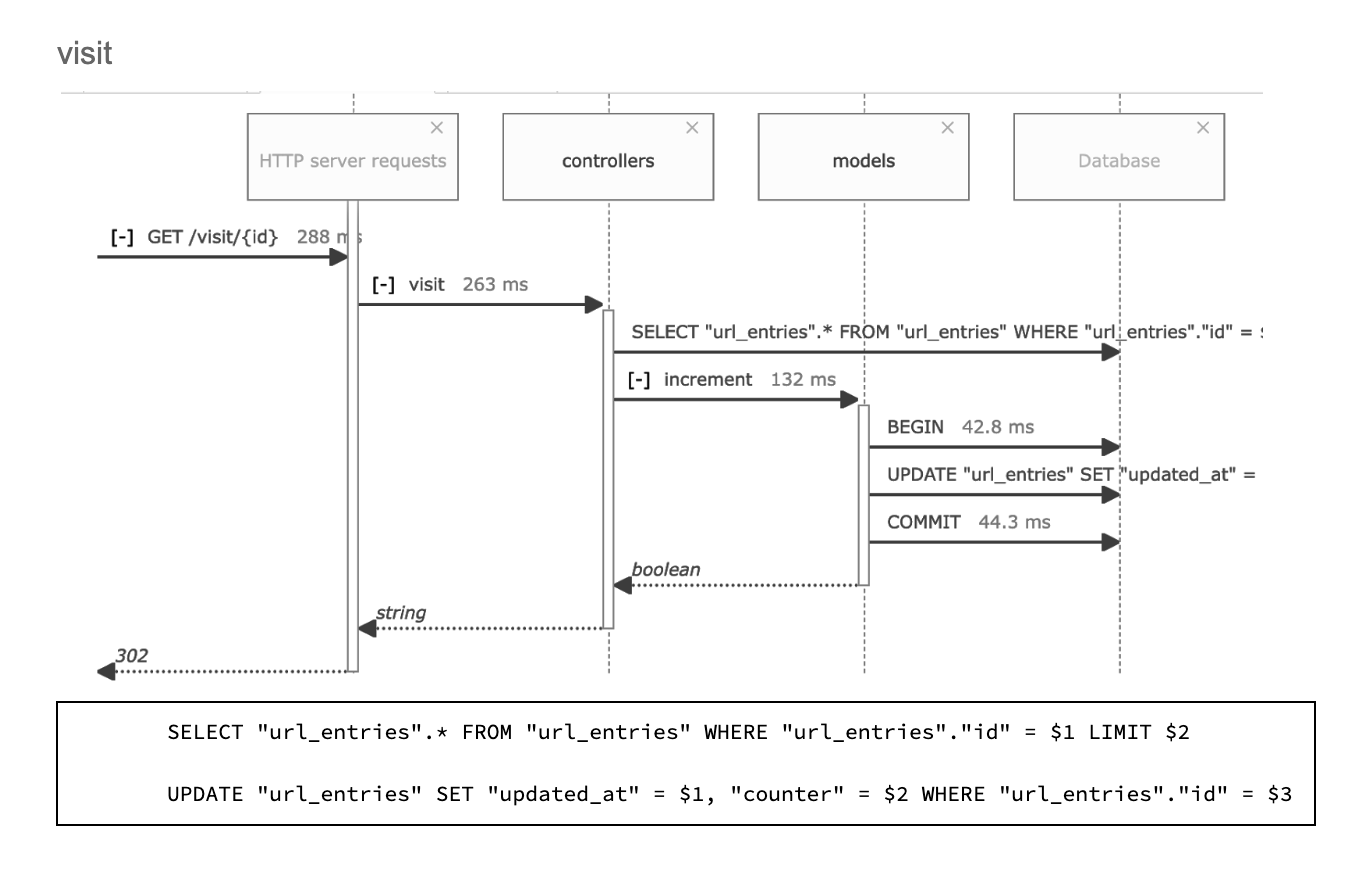 visit
HTTP server requests
controllers
models
Database
[-] GET /visit/{id} 288 ms
[-] visit 263 ms
SELECT "url_entries".* FROM "url_entries" WHERE "url_entries"."id" =
[-] increment 132 ms
BEGIN 42.8 ms
UPDATE "url_entries" SET "updated_at" =
COMMIT 44.3 ms
boolean
string
302
SELECT "url_entries".* FROM "url_entries" WHERE "url_entries"."id" = $1 LIMIT $2
UPDATE "url_entries" SET "updated_at" = $1, "counter" = $2 WHERE "url_entries"."id" = $3